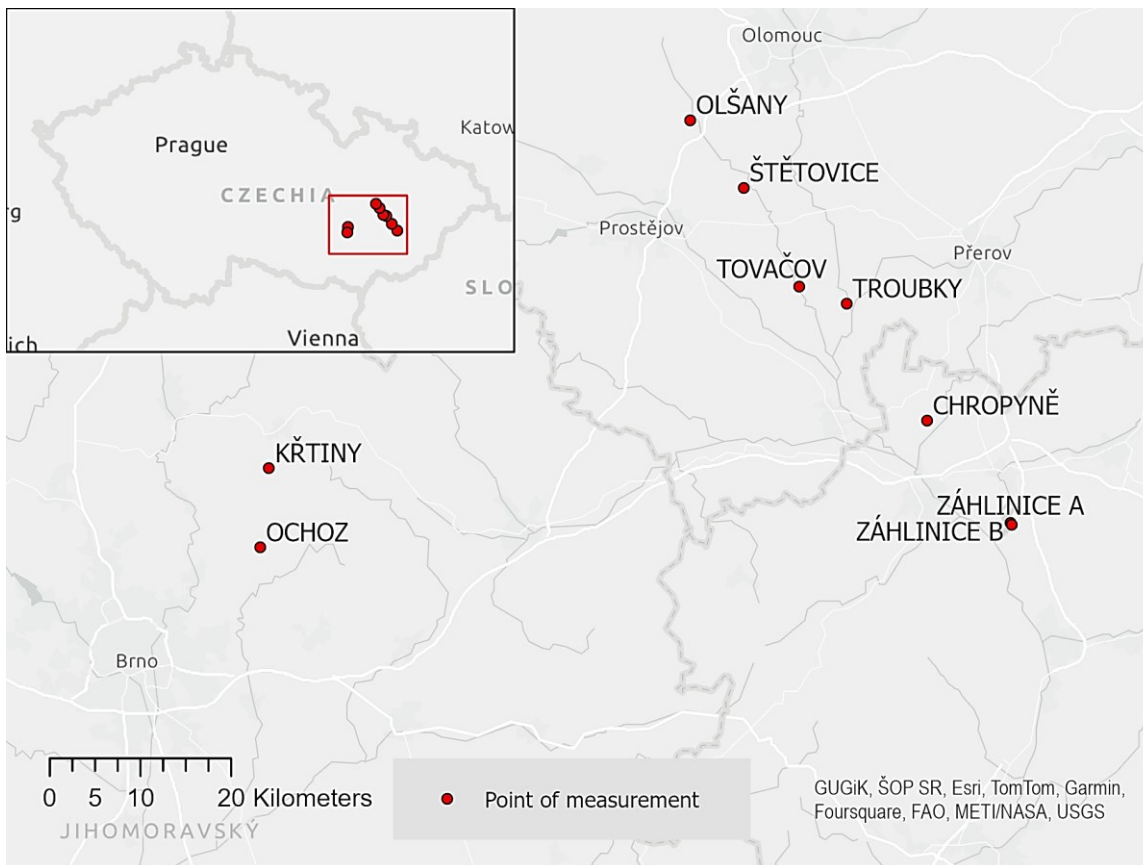 Olomouc
OLŠANY
Katow
Prague
ŠTĚTOVICE
CZECHIA
rg
Prostějov
Přerov
TOVAČOV
TROUBKY
SLO
Vienna
ich
CHROPYNĚ
KŘTINY
ZÁHLINICE A
ZÁHLINICE B
OCHOZ
Brno
0 5 10 20 Kilometers
Point of measurement
GUGiK, ŠOP SR, Esri, TomTom, Garmin,
Foursquare, FAO, METI/NASA, USGS
JIHOMORAVSKÝ